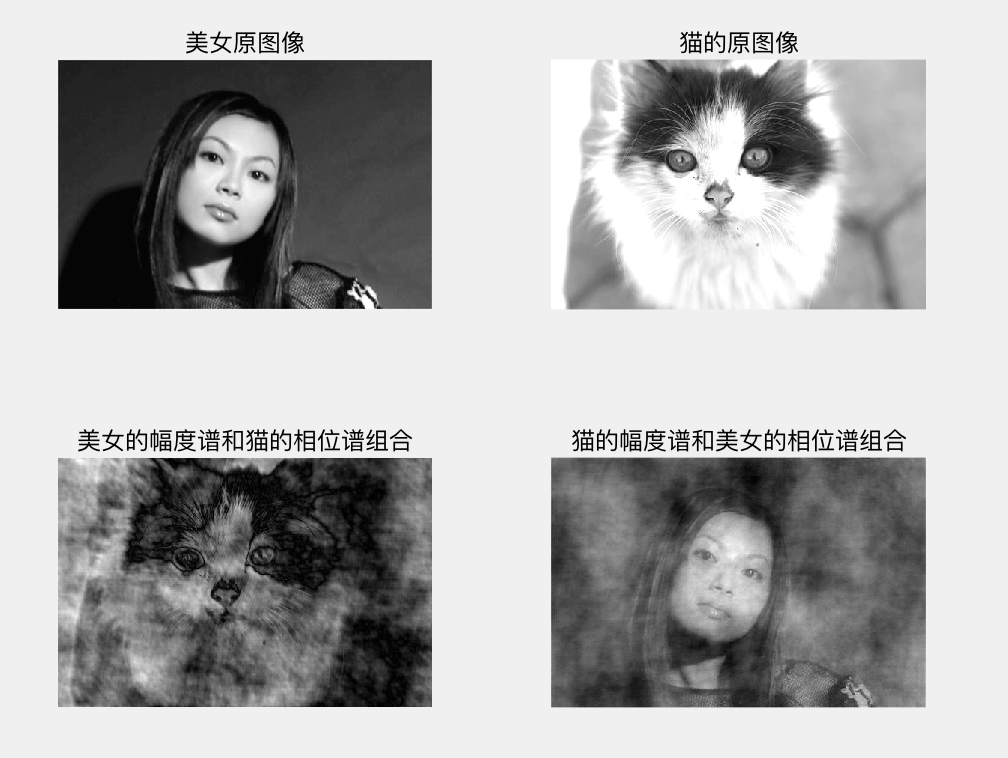 美女原图像
猫的原图像
美女的幅度谱和猫的相位谱组合
猫的幅度谱和美女的相位谱组合